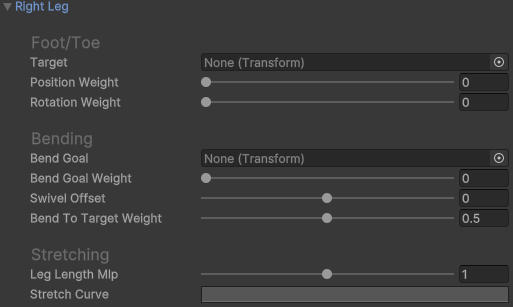 Right Leg
Foot/Toe
Target None (Transform)
Position Weight 0
Rotation Weight 0
Bending
Bend Goal None (Transform)
Bend Goal Weight 0
Swivel Offset 0
Bend To Target Weight 0.5
Stretching
Leg Length Mlp 1
Stretch Curve